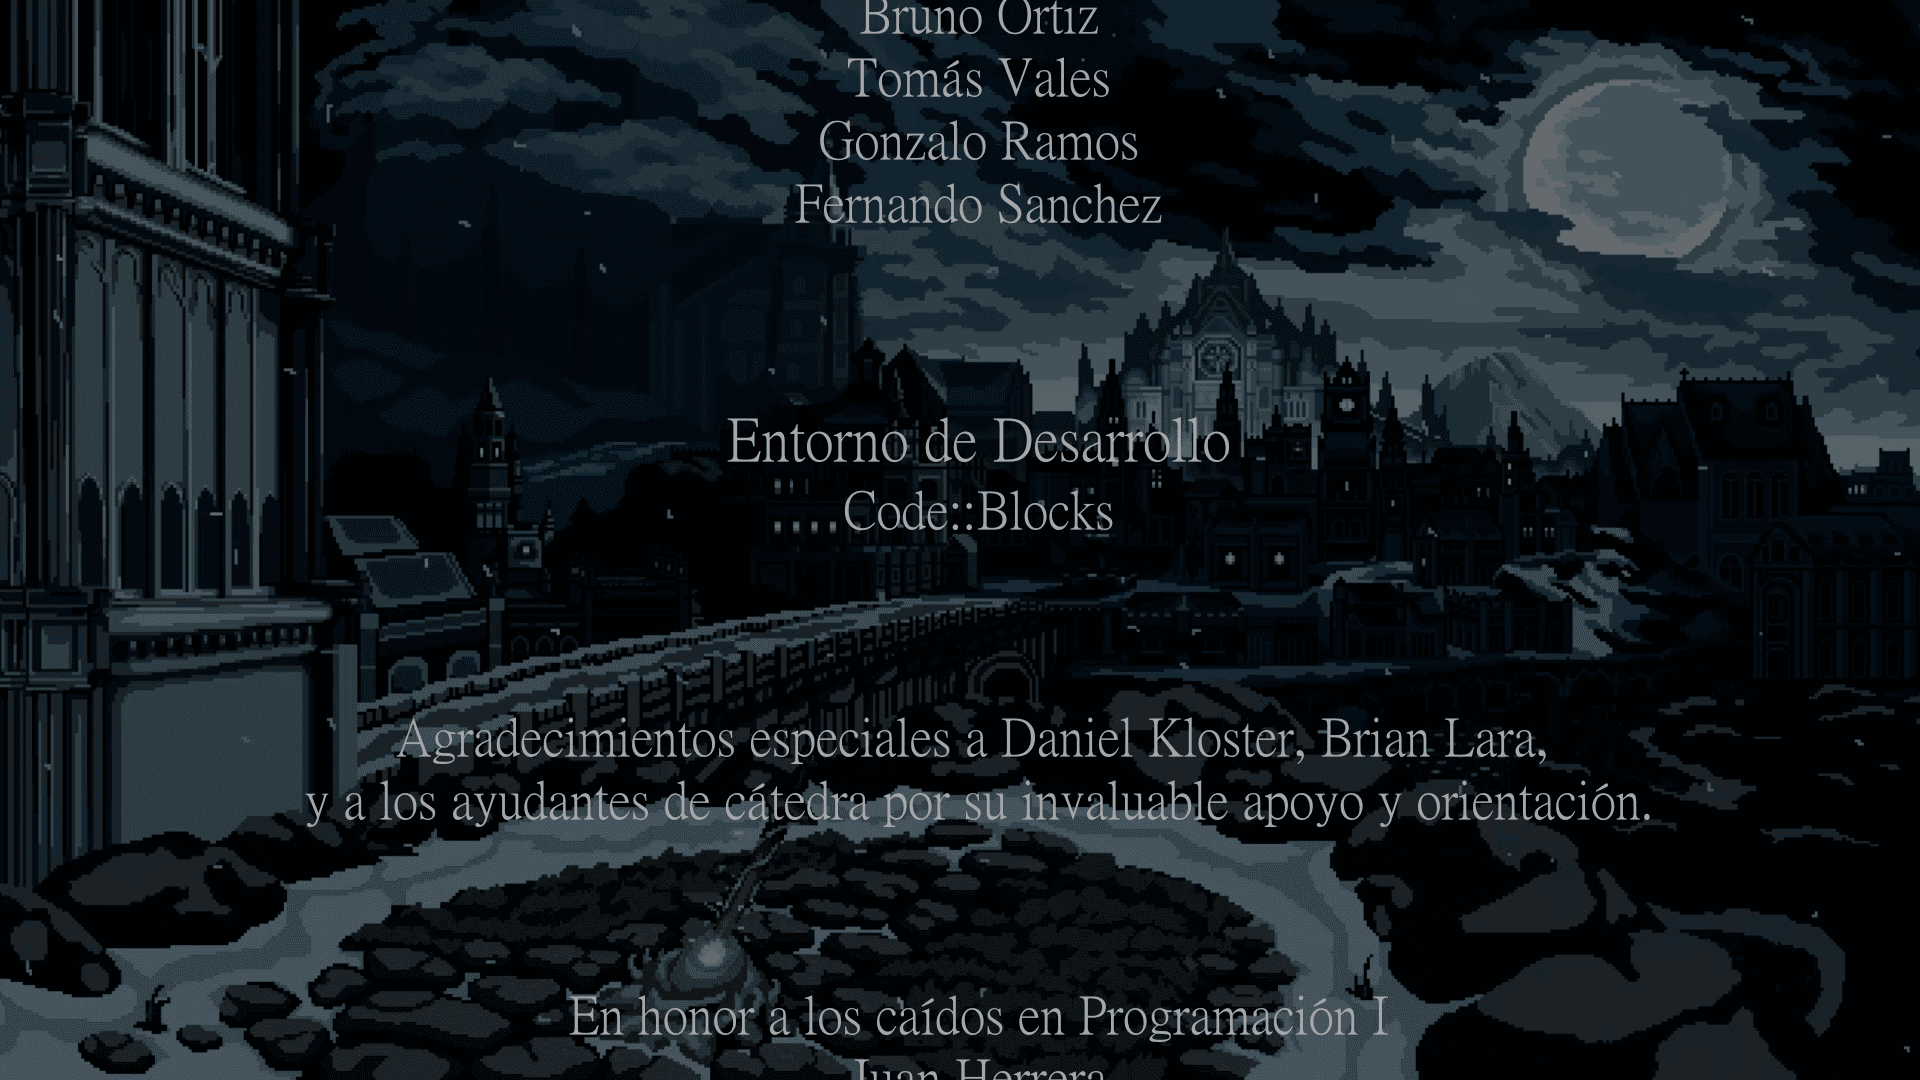 Bruno Ortiz
Tomás Vales
Gonzalo Ramos
Fernando Sanchez
Entorno de Desarrollo
Code::Blocks
Agradecimientos especiales a Daniel Kloster, Brian Lara,
y a los ayudantes de cátedra por su invaluable apoyo y orientación.
En honor a los caídos en Programación I
Juan Herrera